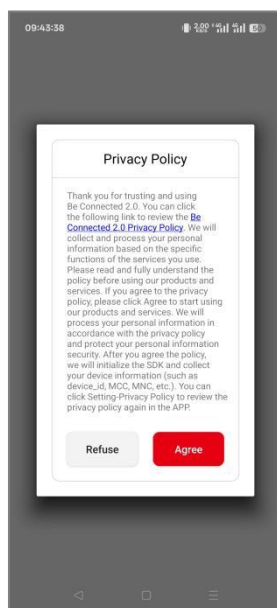 09:43:38
2.00 KB/S 4G 4G 50
Privacy Policy
Thank you for trusting and using
Be Connected 2.0. You can click
the following link to review the Be
Connected 2.0 Privacy Policy. We will
collect and process your personal
information based on the specific
functions of the services you use.
Please read and fully understand the
policy before using our products and
services. If you agree to the privacy
policy, please click Agree to start using
our products and services. We will
process your personal information in
accordance with the privacy policy
and protect your personal information
security. After you agree the policy,
we will initialize the SDK and collect
your device information (such as
device_id, MCC, MNC, etc.). You can
click Setting-Privacy Policy to review the
privacy policy again in the APP.
Refuse Agree